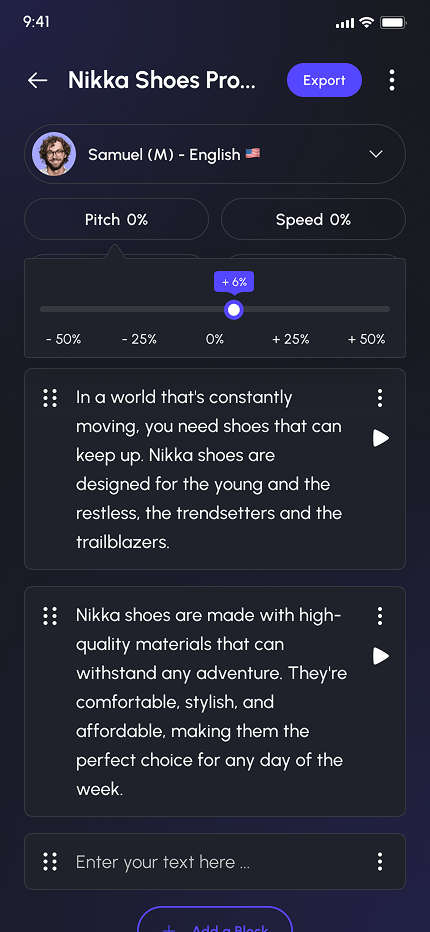 9:41
Nikka Shoes Pro... Export
Samuel (M) - English
Pitch 0% Speed 0%
+ 6%
- 50% - 25% 0% + 25% + 50%
In a world that's constantly
moving, you need shoes that can
keep up. Nikka shoes are
designed for the young and the
restless, the trendsetters and the
trailblazers.
Nikka shoes are made with high-
quality materials that can
withstand any adventure. They're
comfortable, stylish, and
affordable, making them the
perfect choice for any day of the
week.
Enter your text here ...
+ Add a Block